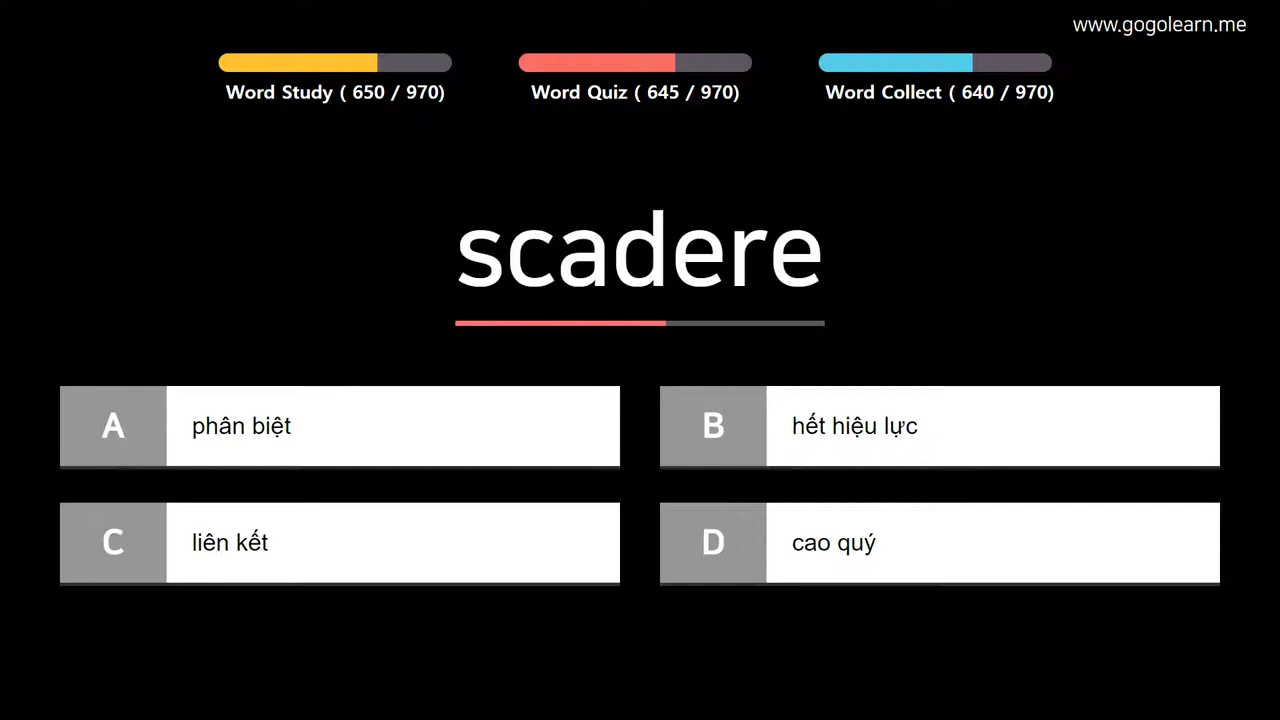 www.gogolearn.me
Word Study ( 650 / 970)
Word Quiz ( 645 / 970)
Word Collect ( 640 / 970)
scadere
A phân biệt
B hết hiệu lực
C liên kết
D cao quý